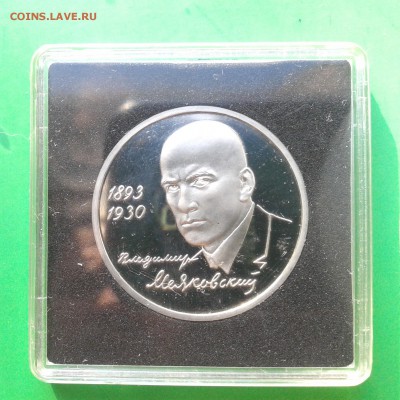 COINS.LAVE.RU
1893
1930
Владимир
Маяковский